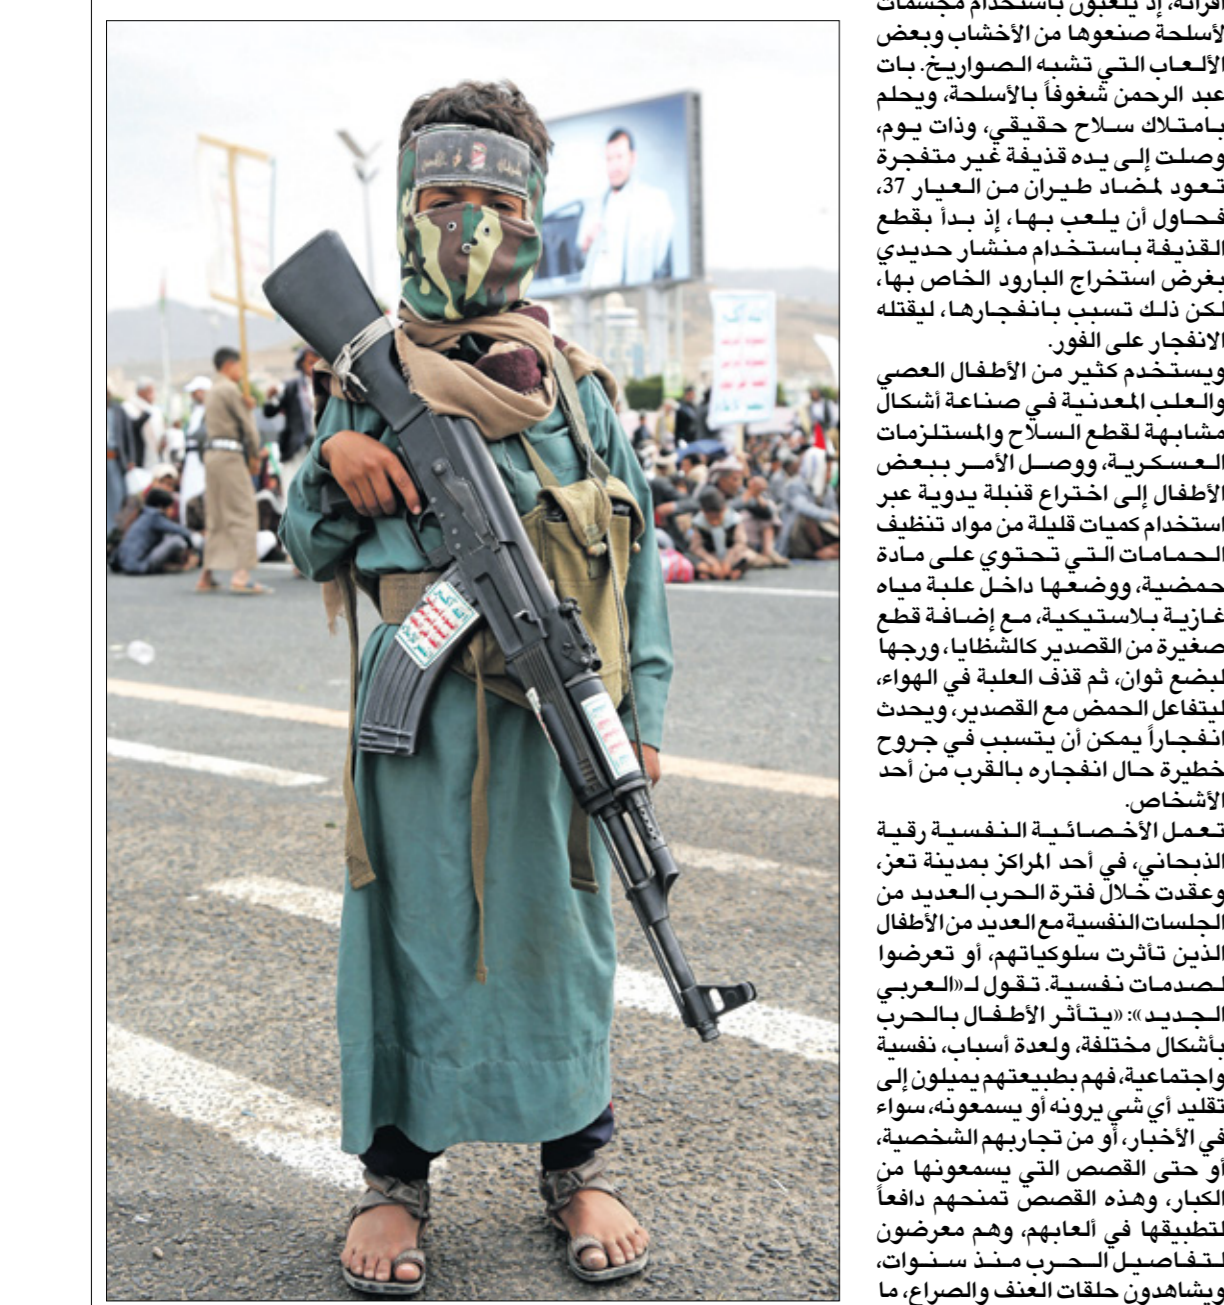 أقرانه، إذ يلعبون باستخدام مجسمات
لأسلحة صنعوها من الأخشاب وبعض
الألعاب التي تشبه الصواريخ. بات
عبد الرحمن شغوفاً بالأسلحة، ويحلم
بامتلاك سلاح حقيقي، وذات يوم،
وصلت إلى يده قذيفة غير متفجرة
تعود لمضاد طيران من العيار 37،
فحاول أن يلعب بها، إذ بدأ بقطع
القذيفة باستخدام منشار حديدي
بغرض استخراج البارود الخاص بها،
لكن ذلك تسبب بانفجارها، ليقتله
الانفجار على الفور.
ويستخدم كثير من الأطفال العصي
والعلب المعدنية في صناعة أشكال
مشابهة لقطع السلاح والمستلزمات
العسكرية، ووصل الأمر ببعض
الأطفال إلى اختراع قنبلة يدوية عبر
استخدام كميات قليلة من مواد تنظيف
الحمامات التي تحتوي على مادة
حمضية، ووضعها داخل علبة مياه
غازية بلاستيكية، مع إضافة قطع
صغيرة من القصدير كالشظايا، ورجها
لبضع ثوان، ثم قذف العلبة في الهواء،
ليتفاعل الحمض مع القصدير، ويحدث
انفجاراً يمكن أن يتسبب في جروح
خطيرة حال انفجاره بالقرب من أحد
الأشخاص.
تعمل الأخصائية النفسية رقية
الذبحاني، في أحد المراكز بمدينة تعز،
وعقدت خلال فترة الحرب العديد من
الجلسات النفسية مع العديد من الأطفال
الذين تأثرت سلوكياتهم، أو تعرضوا
لصدمات نفسية. تقول لـ«العربي
الجديد»: «يتأثر الأطفال بالحرب
بأشكال مختلفة، ولعدة أسباب، نفسية
واجتماعية، فهم بطبيعتهم يميلون إلى
تقليد أي شي يرونه أو يسمعونه، سواء
في الأخبار، أو من تجاربهم الشخصية،
أو حتى القصص التي يسمعونها من
الكبار، وهذه القصص تمنحهم دافعاً
لتطبيقها في ألعابهم، وهم معرضون
لتفاصيل الحرب منذ سنوات،
ويشاهدون حلقات العنف والصراع، ما
الله أكبر